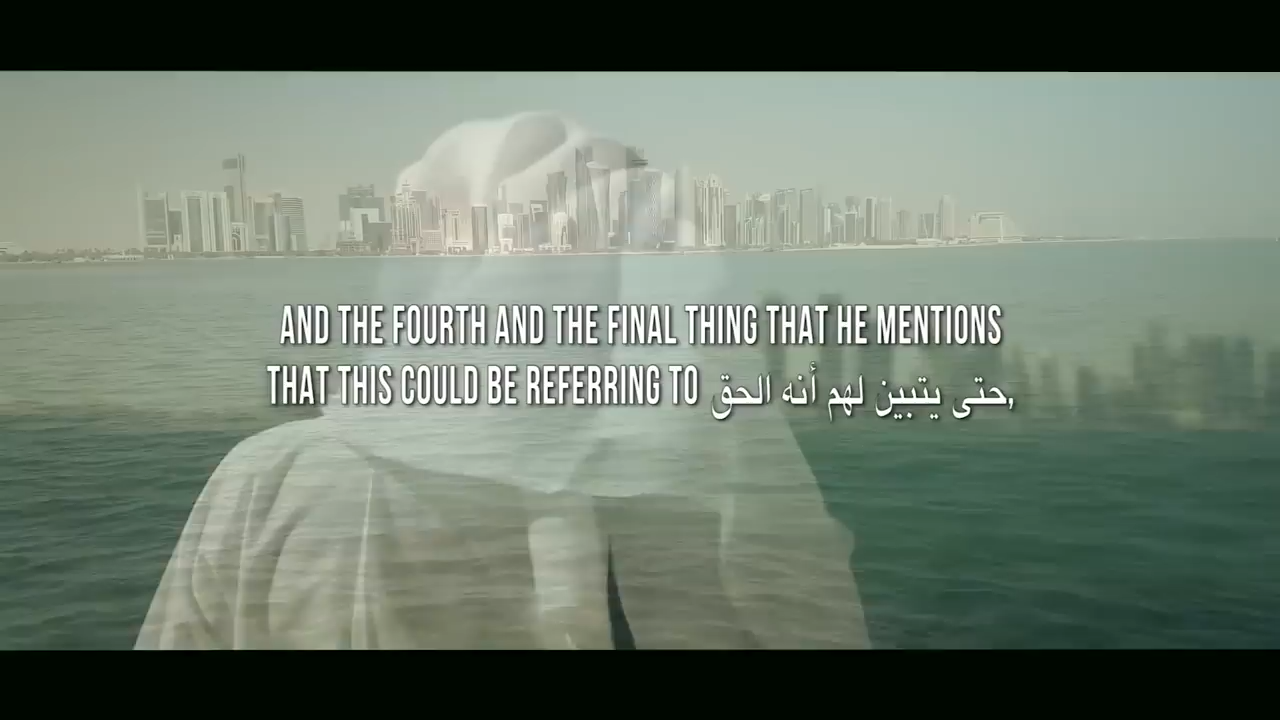 AND THE FOURTH AND THE FINAL THING THAT HE MENTIONS
THAT THIS COULD BE REFERRING TO حتى يتبين لهم أنه الحق,